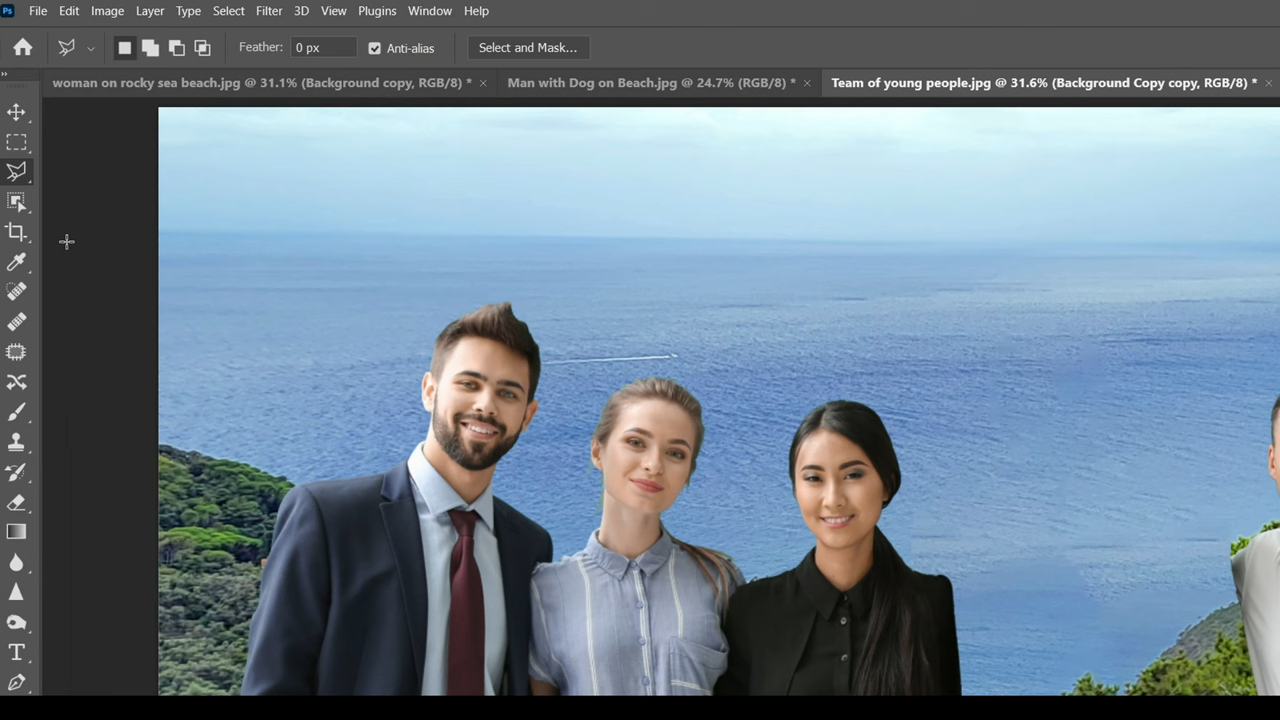 Ps File Edit Image Layer Type Select Filter 3D View Plugins Window Help
Feather: 0 px Anti-alias Select and Mask...
woman on rocky sea beach.jpg @ 31.1% (Background copy, RGB/8) * × Man with Dog on Beach.jpg @ 24.7% (RGB/8) * × Team of young people.jpg @ 31.6% (Background Copy copy, RGB/8) * ×